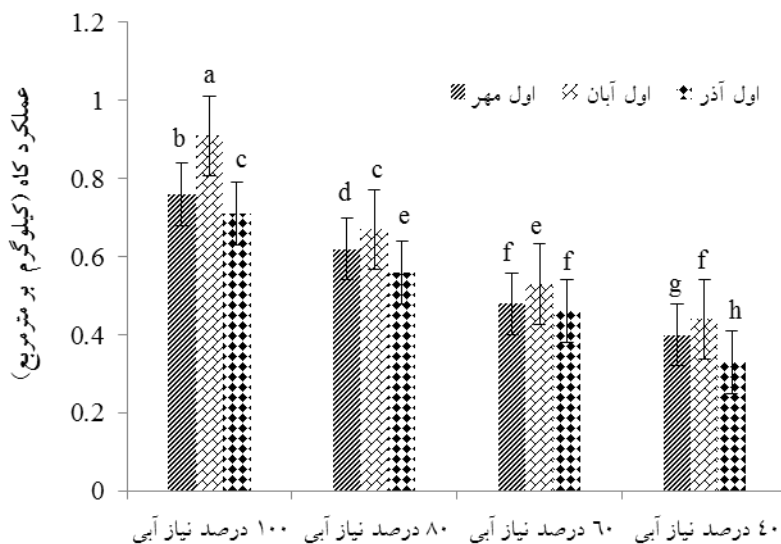 عملکرد کاه (کیلوگرم بر مترمربع)
1.2
1
0.8
0.6
0.4
0.2
0
اول مهر اول آبان اول آذر
b a c
d c e
f e f
g f h
۱۰۰ درصد نیاز آبی ۸۰ درصد نیاز آبی ۶۰ درصد نیاز آبی ۴۰ درصد نیاز آبی